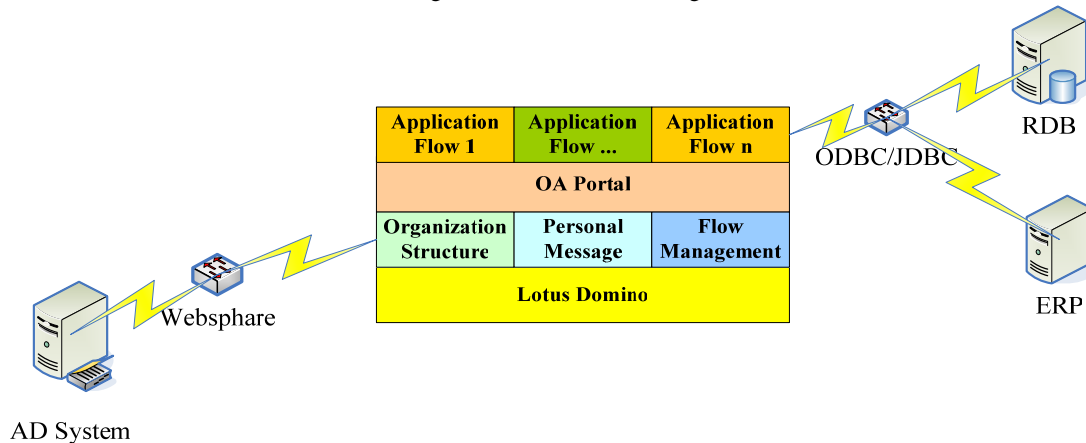 Application Flow 1
Application Flow ...
Application Flow n
OA Portal
Organization Structure
Personal Message
Flow Management
Lotus Domino
Websphare
AD System
ODBC/JDBC
RDB
ERP